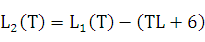 L₂(T) = L₁(T) − (TL + 6)